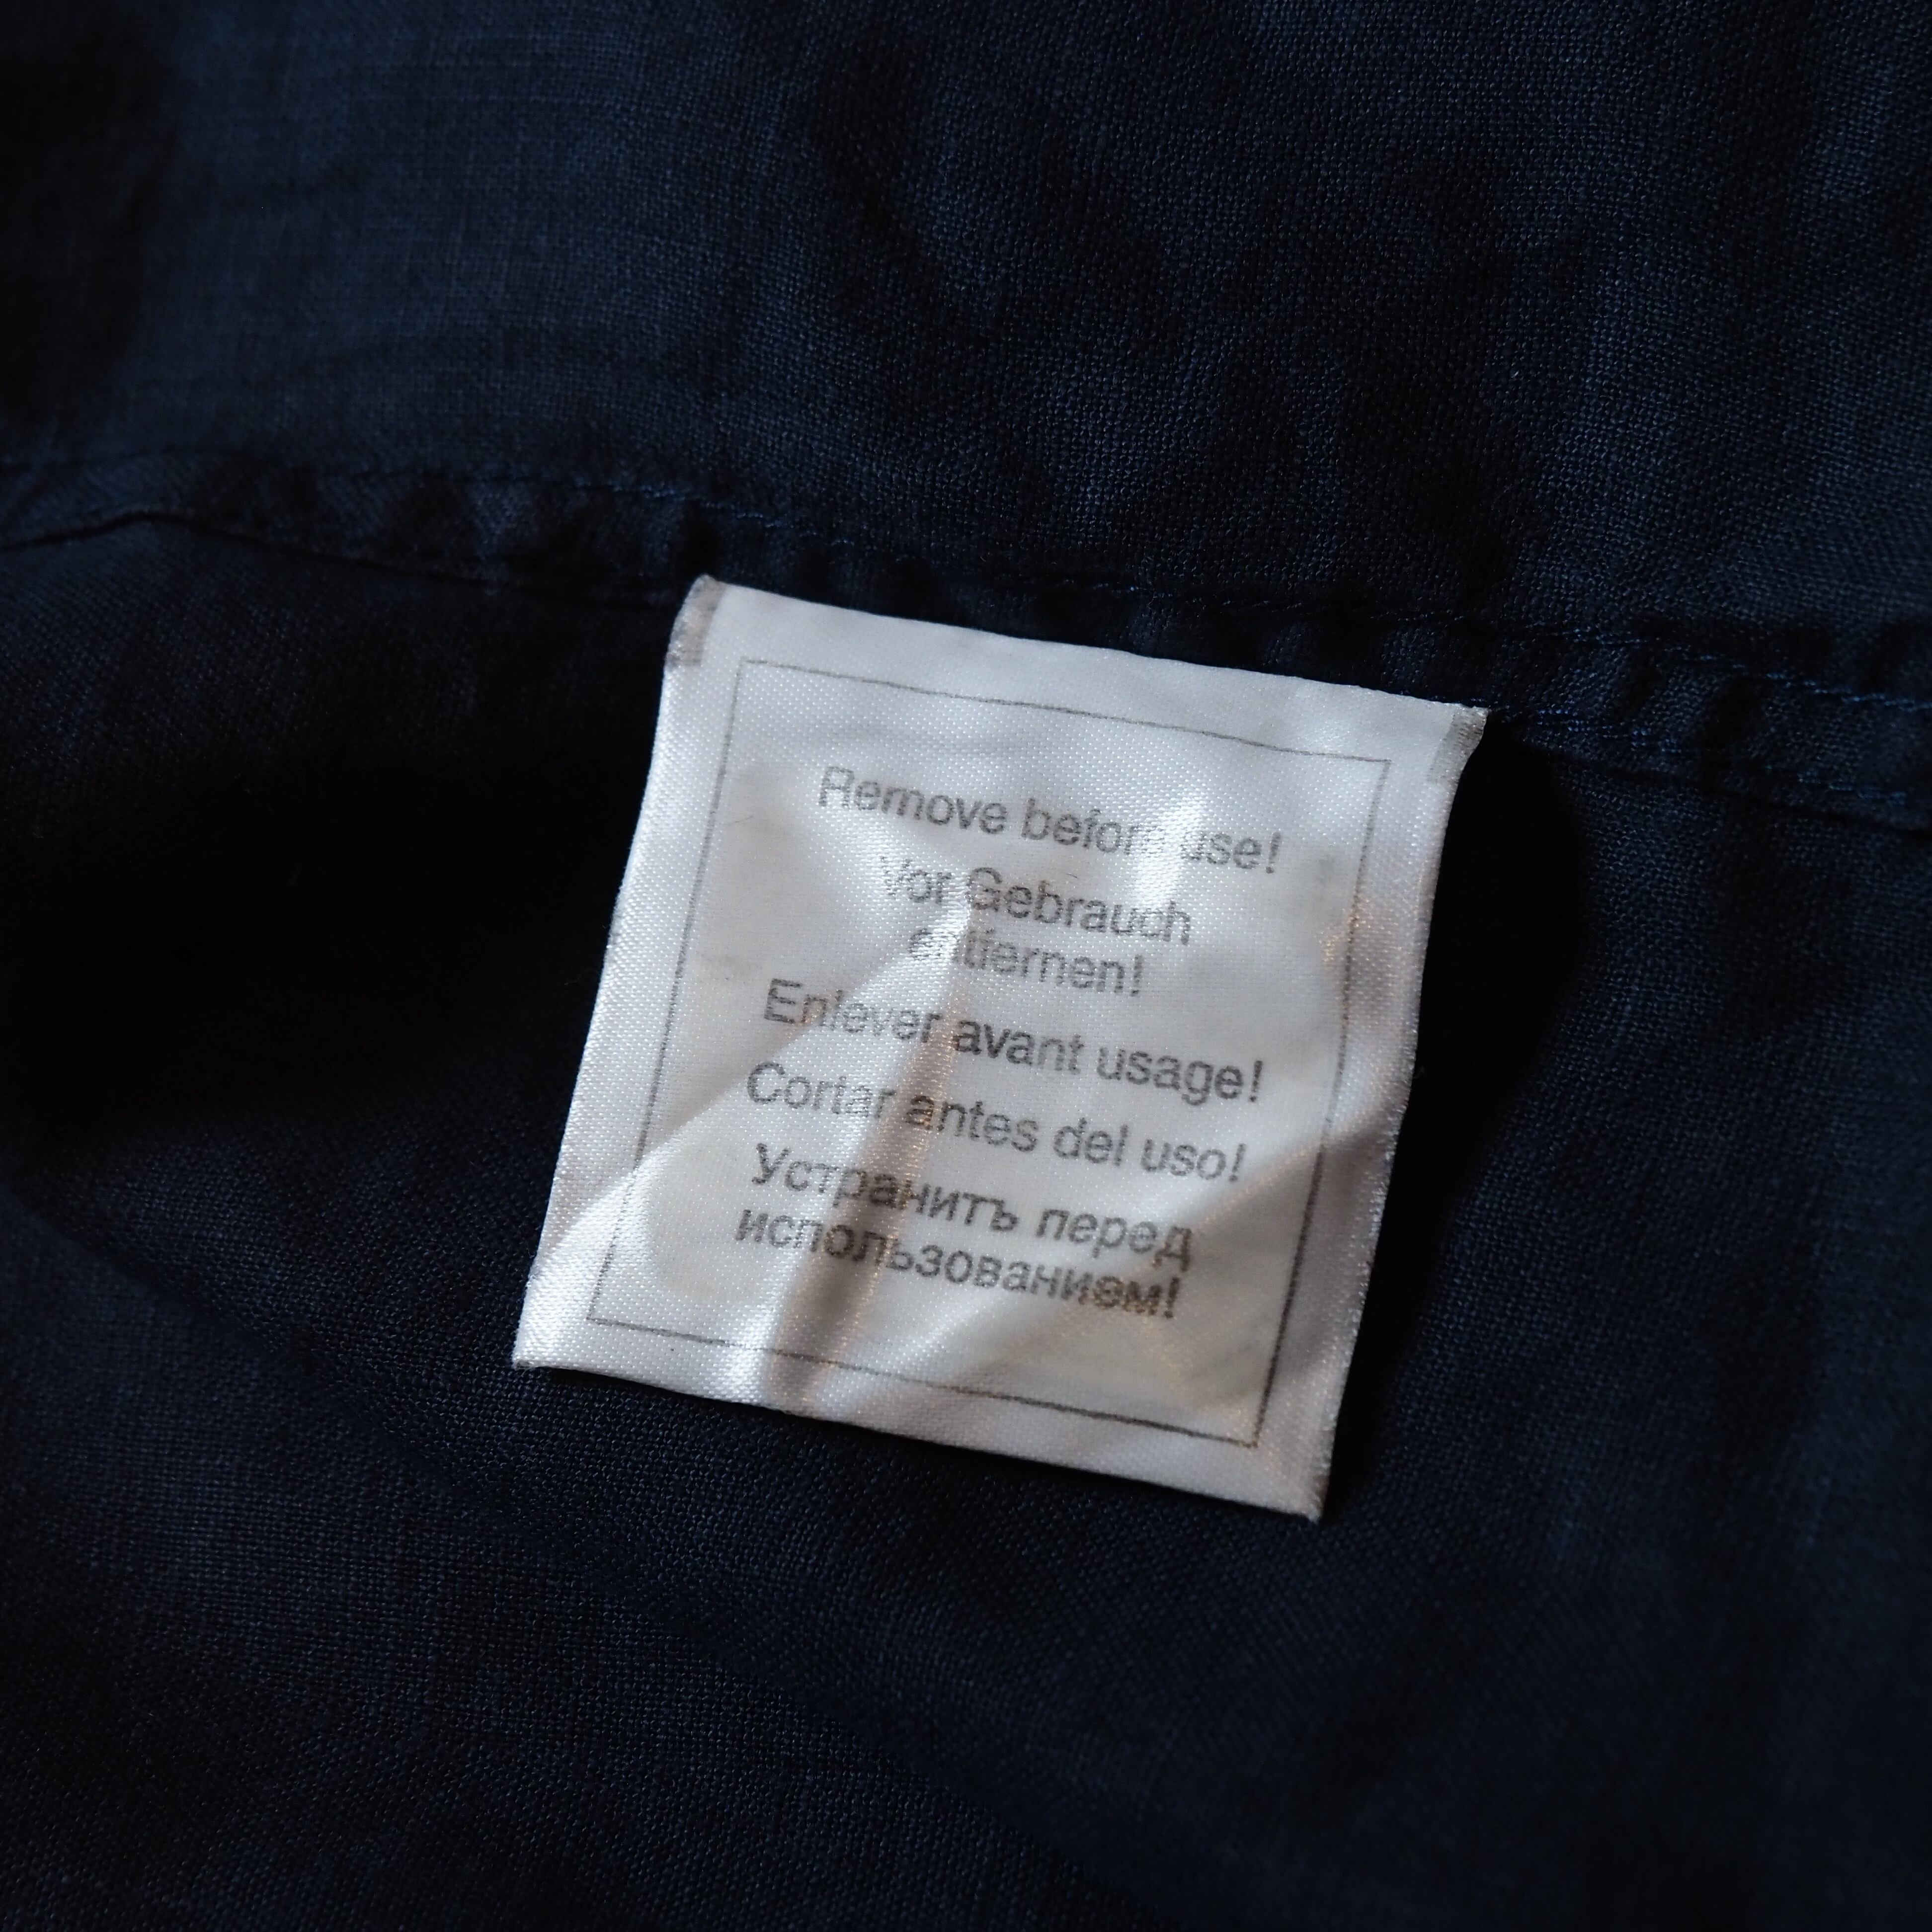 Remove before use!
Vor Gebrauch
entfernen!
Enlever avant usage!
Cortar antes del uso!
Устранитъ перед
использованием!